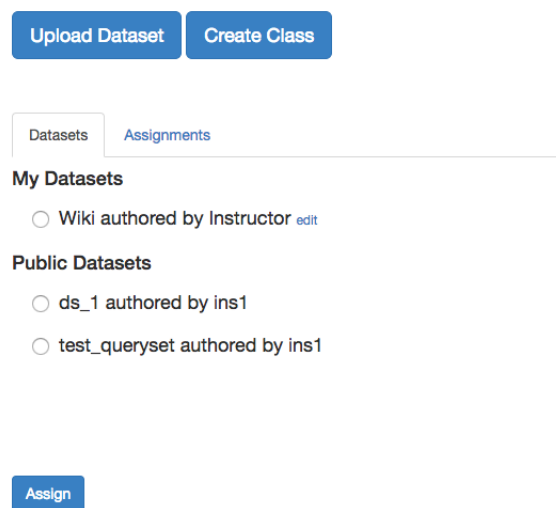 Upload Dataset Create Class
Datasets Assignments
My Datasets
Wiki authored by Instructor edit
Public Datasets
ds_1 authored by ins1
test_queryset authored by ins1
Assign